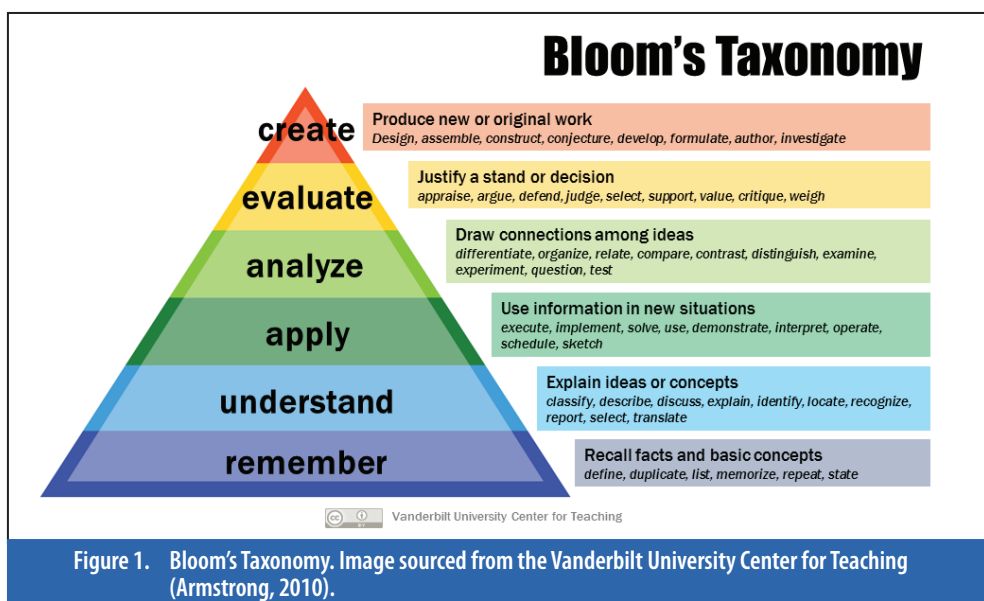 Bloom's Taxonomy
create
Produce new or original work
Design, assemble, construct, conjecture, develop, formulate, author, investigate
evaluate
Justify a stand or decision
appraise, argue, defend, judge, select, support, value, critique, weigh
analyze
Draw connections among ideas
differentiate, organize, relate, compare, contrast, distinguish, examine,
experiment, question, test
apply
Use information in new situations
execute, implement, solve, use, demonstrate, interpret, operate,
schedule, sketch
understand
Explain ideas or concepts
classify, describe, discuss, explain, identify, locate, recognize,
report, select, translate
remember
Recall facts and basic concepts
define, duplicate, list, memorize, repeat, state
cc BY Vanderbilt University Center for Teaching
Figure 1. Bloom's Taxonomy. Image sourced from the Vanderbilt University Center for Teaching
(Armstrong, 2010).